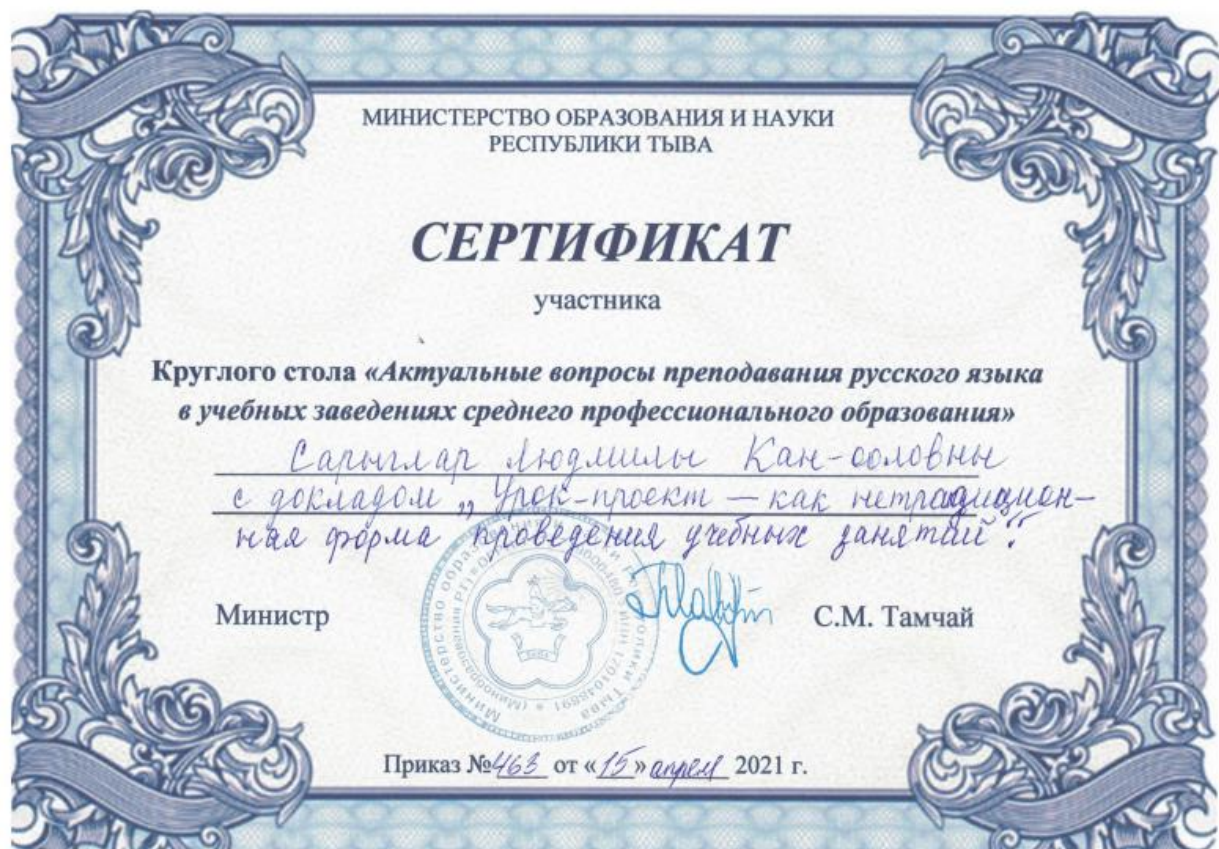 МИНИСТЕРСТВО ОБРАЗОВАНИЯ И НАУКИ
РЕСПУБЛИКИ ТЫВА
СЕРТИФИКАТ
участника
Круглого стола «Актуальные вопросы преподавания русского языка
в учебных заведениях среднего профессионального образования»
Сарыглар Людмилы Кан-ооловны
с докладом „Урок-проект — как нетрадицион-
ная форма проведения учебных занятий".
Министр С.М. Тамчай
Приказ №463 от «15» апреля 2021 г.